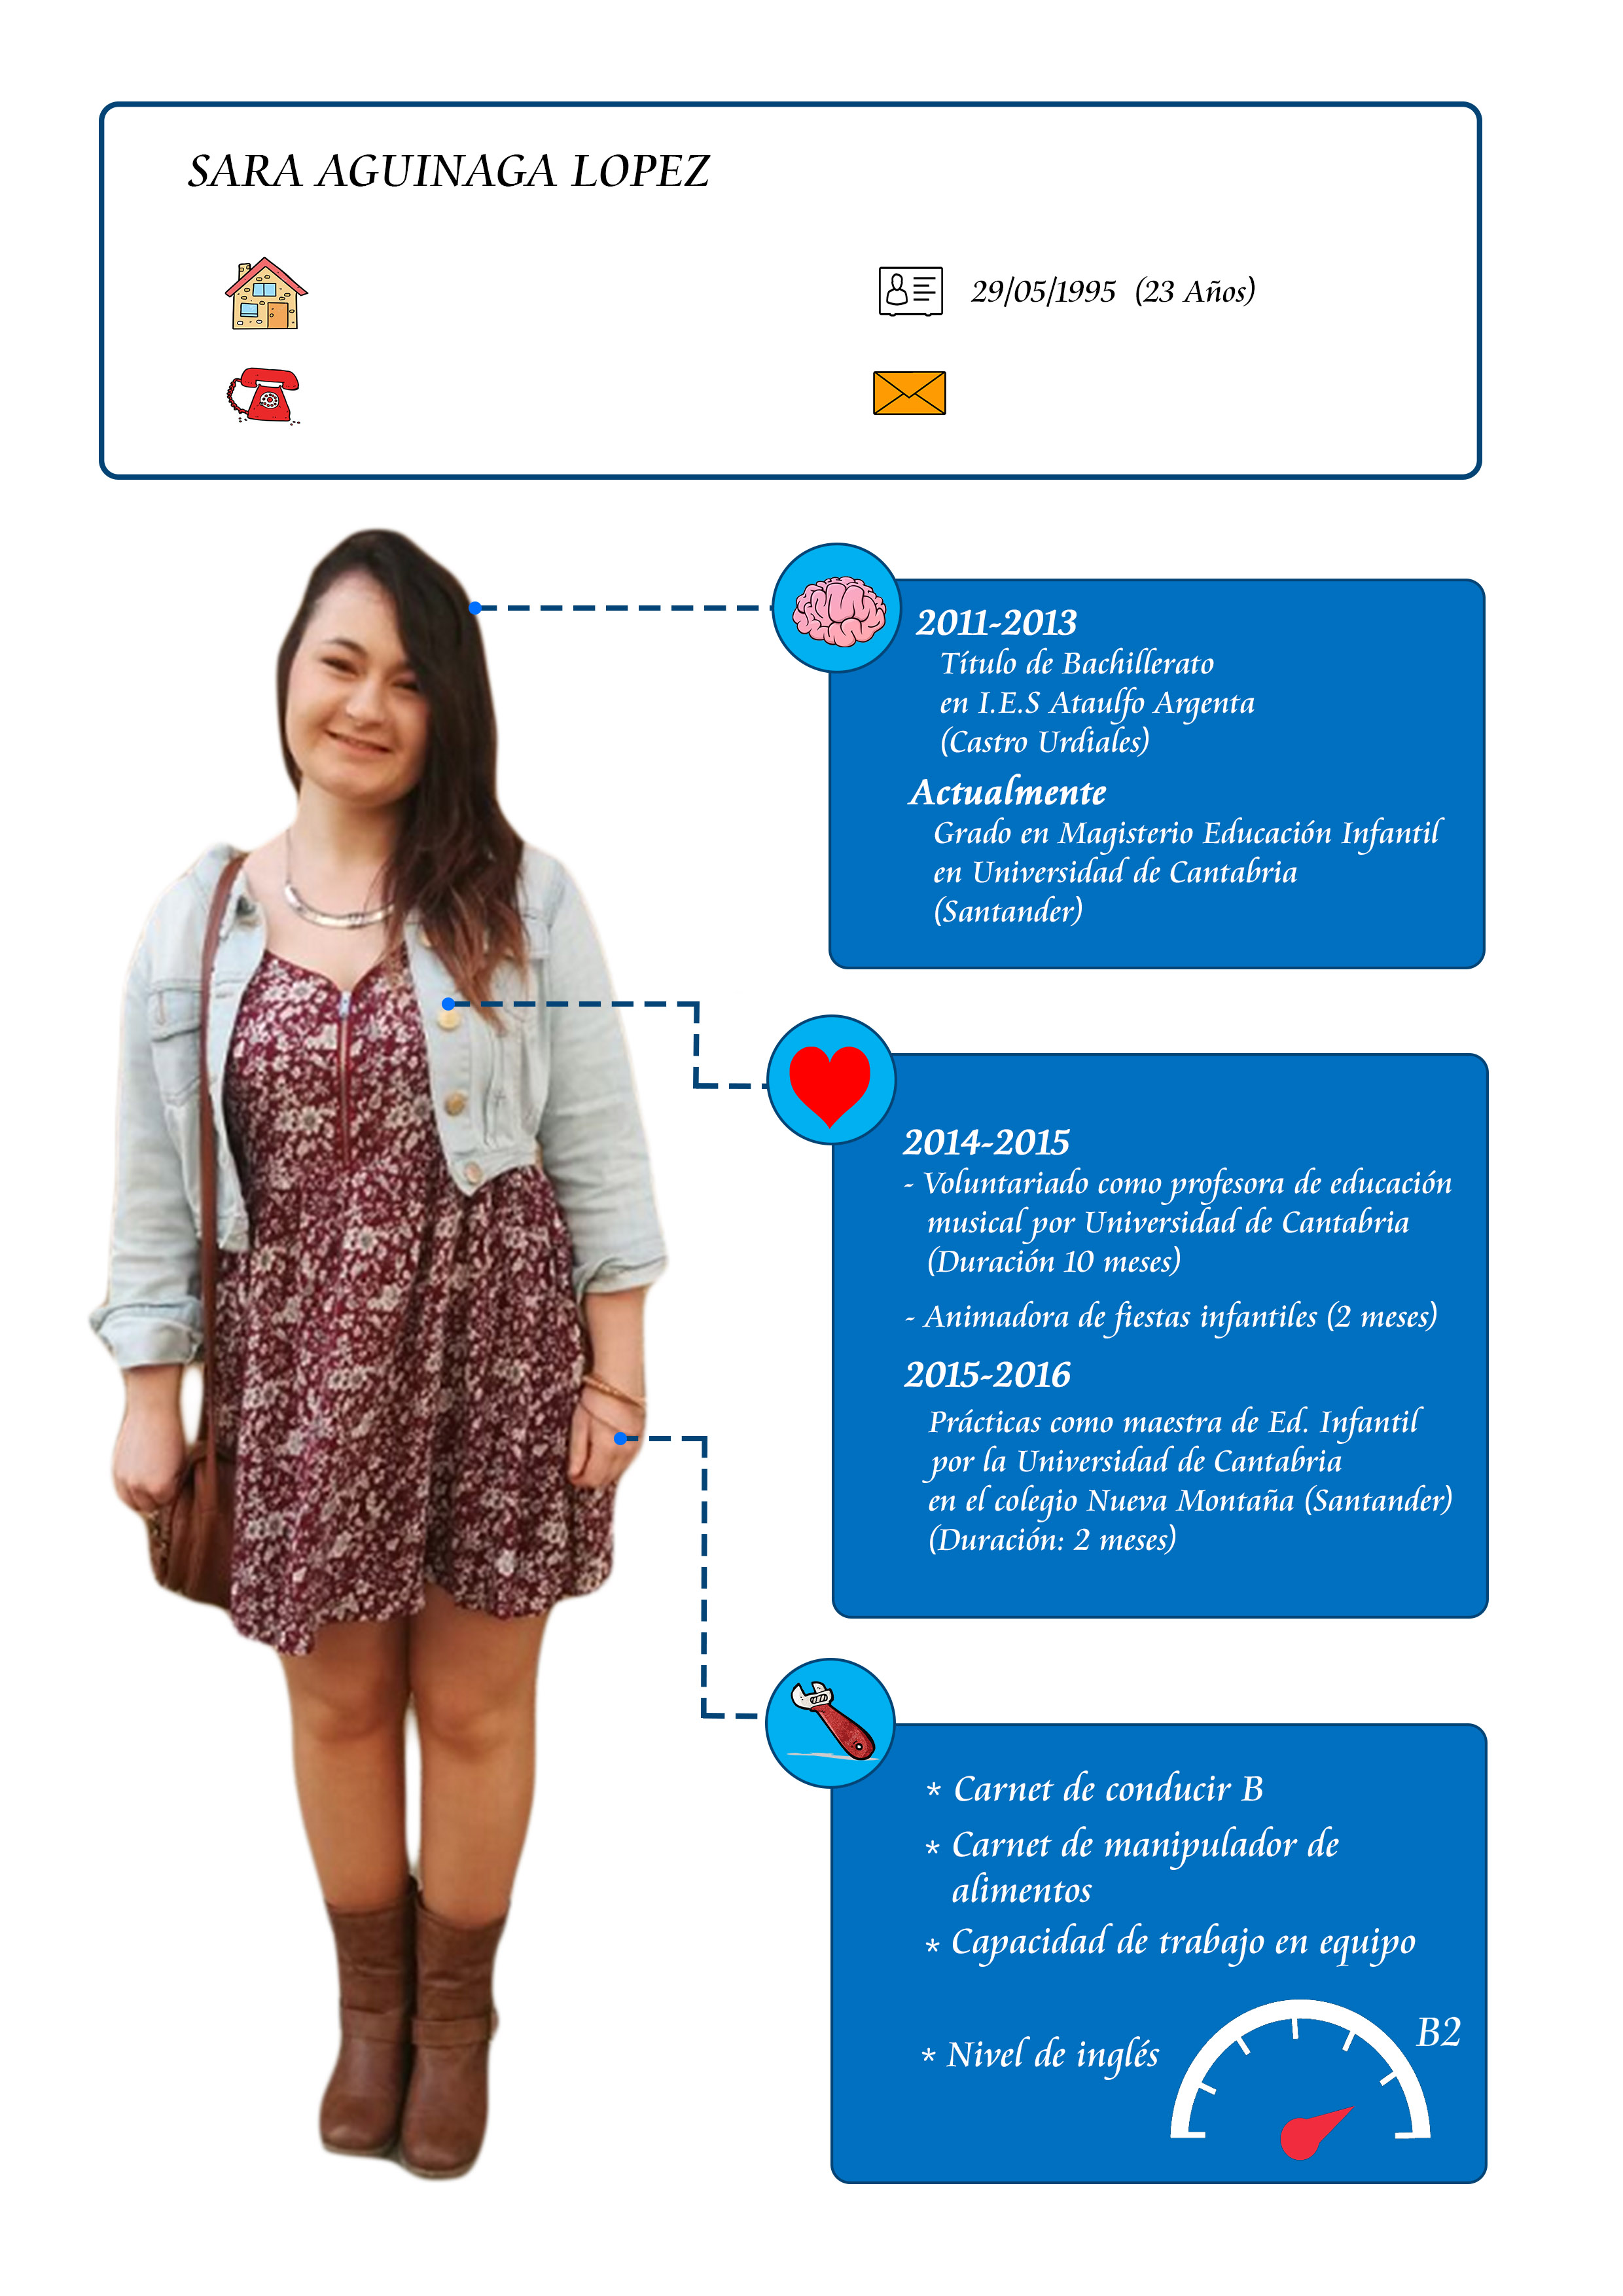 SARA AGUINAGA LOPEZ
29/05/1995 (23 Años)
2011-2013
Título de Bachillerato
en I.E.S Ataulfo Argenta
(Castro Urdiales)
Actualmente
Grado en Magisterio Educación Infantil
en Universidad de Cantabria
(Santander)
2014-2015
- Voluntariado como profesora de educación
musical por Universidad de Cantabria
(Duración 10 meses)
- Animadora de fiestas infantiles (2 meses)
2015-2016
Prácticas como maestra de Ed. Infantil
por la Universidad de Cantabria
en el colegio Nueva Montaña (Santander)
(Duración: 2 meses)
* Carnet de conducir B
* Carnet de manipulador de
alimentos
* Capacidad de trabajo en equipo
* Nivel de inglés B2